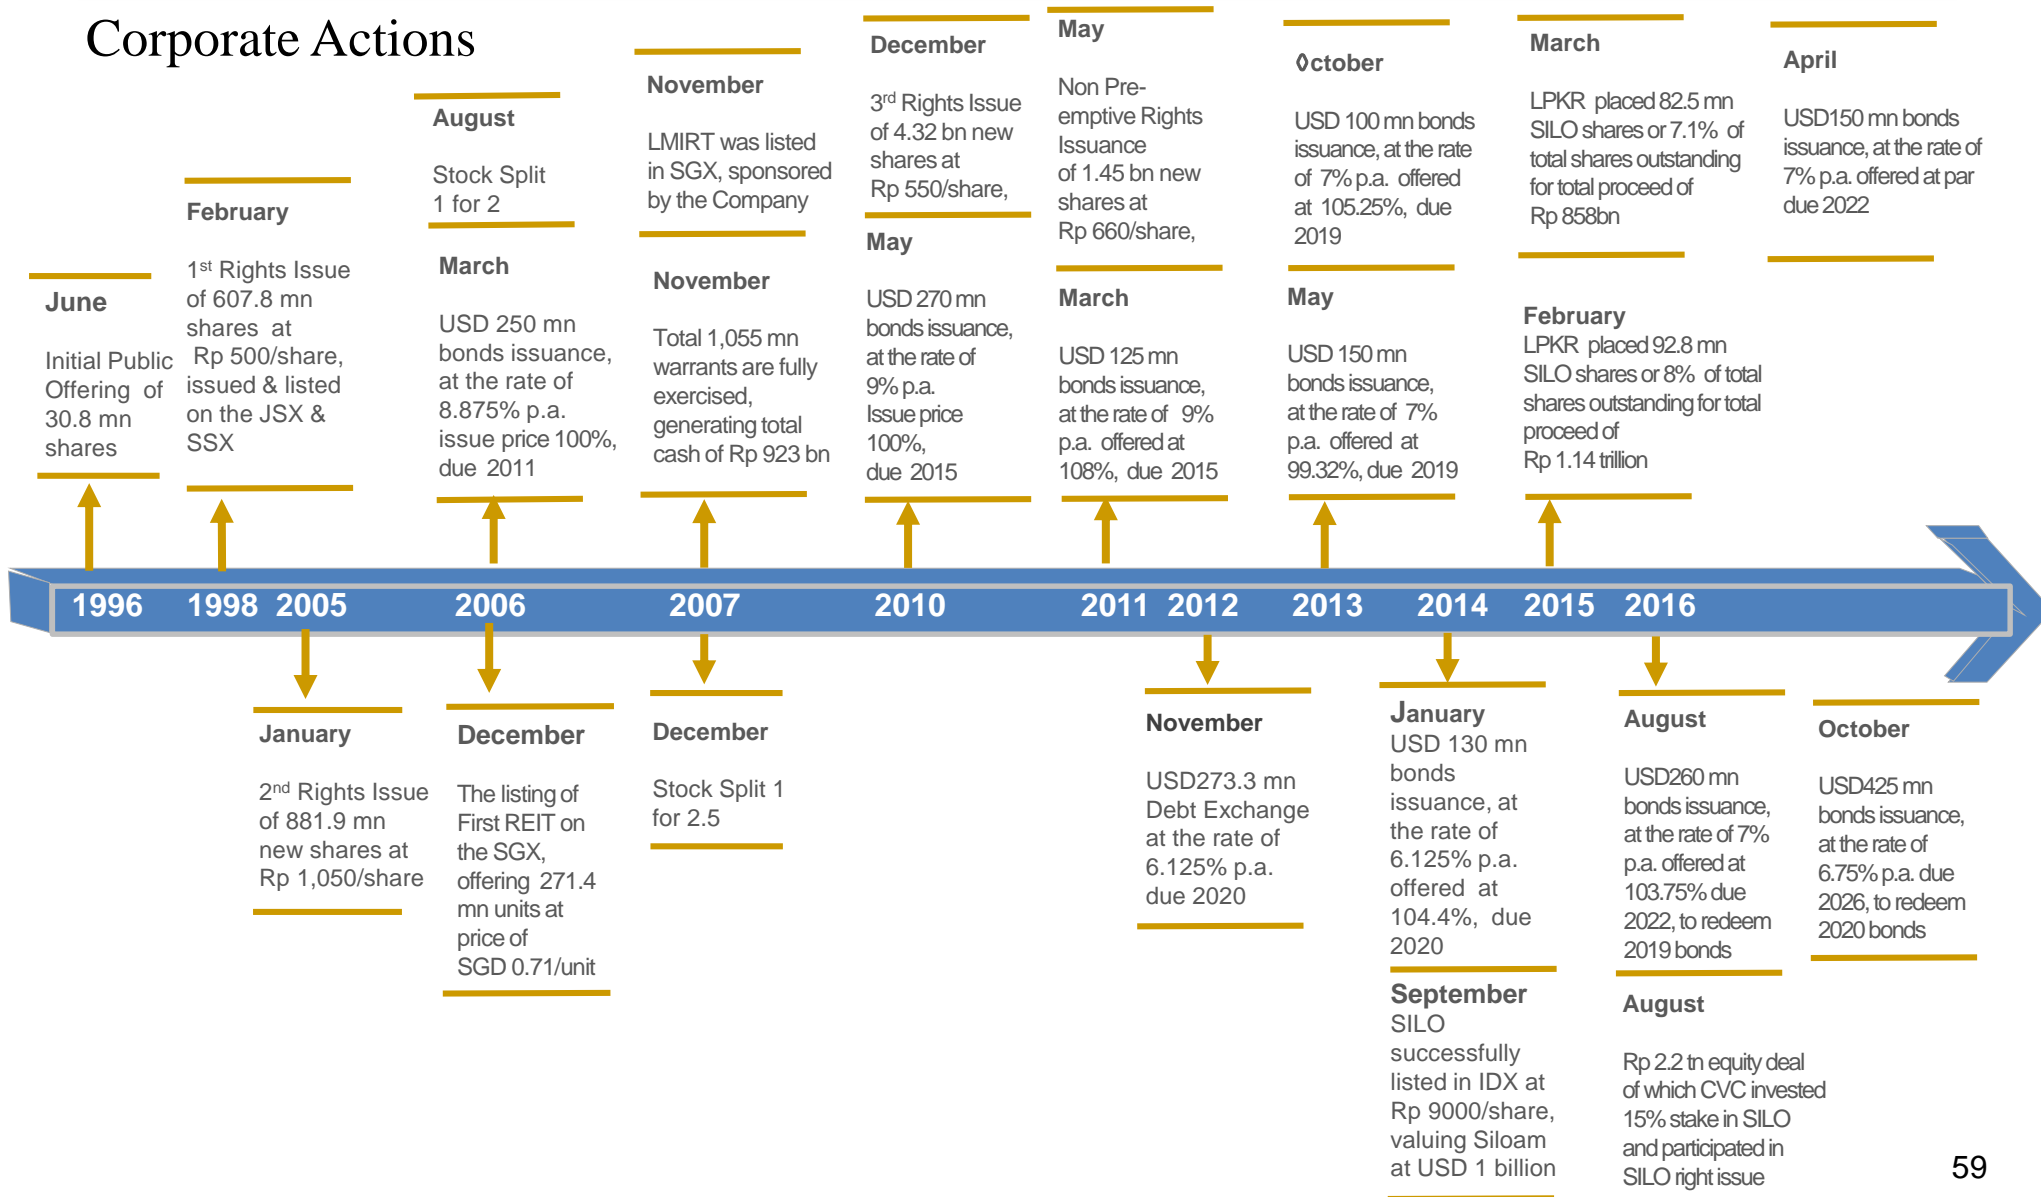 Corporate Actions
June
Initial Public
Offering of
30.8 mn
shares
February
1st Rights Issue
of 607.8 mn
shares at
Rp 500/share,
issued & listed
on the JSX &
SSX
August
Stock Split
1 for 2
March
USD 250 mn
bonds issuance,
at the rate of
8.875% p.a.
issue price 100%,
due 2011
November
LMIRT was listed
in SGX, sponsored
by the Company
November
Total 1,055 mn
warrants are fully
exercised,
generating total
cash of Rp 923 bn
December
3rd Rights Issue
of 4.32 bn new
shares at
Rp 550/share,
May
USD 270 mn
bonds issuance,
at the rate of
9% p.a.
Issue price
100%,
due 2015
May
Non Pre-
emptive Rights
Issuance
of 1.45 bn new
shares at
Rp 660/share,
March
USD 125 mn
bonds issuance,
at the rate of 9%
p.a. offered at
108%, due 2015
◊ctober
USD 100 mn bonds
issuance, at the rate
of 7% p.a. offered
at 105.25%, due
2019
May
USD 150 mn
bonds issuance,
at the rate of 7%
p.a. offered at
99.32%, due 2019
March
LPKR placed 82.5 mn
SILO shares or 7.1% of
total shares outstanding
for total proceed of
Rp 858bn
February
LPKR placed 92.8 mn
SILO shares or 8% of total
shares outstanding for total
proceed of
Rp 1.14 trillion
April
USD150 mn bonds
issuance, at the rate of
7% p.a. offered at par
due 2022
1996 1998 2005 2006 2007 2010 2011 2012 2013 2014 2015 2016
January
2nd Rights Issue
of 881.9 mn
new shares at
Rp 1,050/share
December
The listing of
First REIT on
the SGX,
offering 271.4
mn units at
price of
SGD 0.71/unit
December
Stock Split 1
for 2.5
November
USD273.3 mn
Debt Exchange
at the rate of
6.125% p.a.
due 2020
January
USD 130 mn
bonds
issuance, at
the rate of
6.125% p.a.
offered at
104.4%, due
2020
September
SILO
successfully
listed in IDX at
Rp 9000/share,
valuing Siloam
at USD 1 billion
August
USD260 mn
bonds issuance,
at the rate of 7%
p.a. offered at
103.75% due
2022, to redeem
2019 bonds
August
Rp 2.2 tn equity deal
of which CVC invested
15% stake in SILO
and participated in
SILO right issue
October
USD425 mn
bonds issuance,
at the rate of
6.75% p.a. due
2026, to redeem
2020 bonds
59